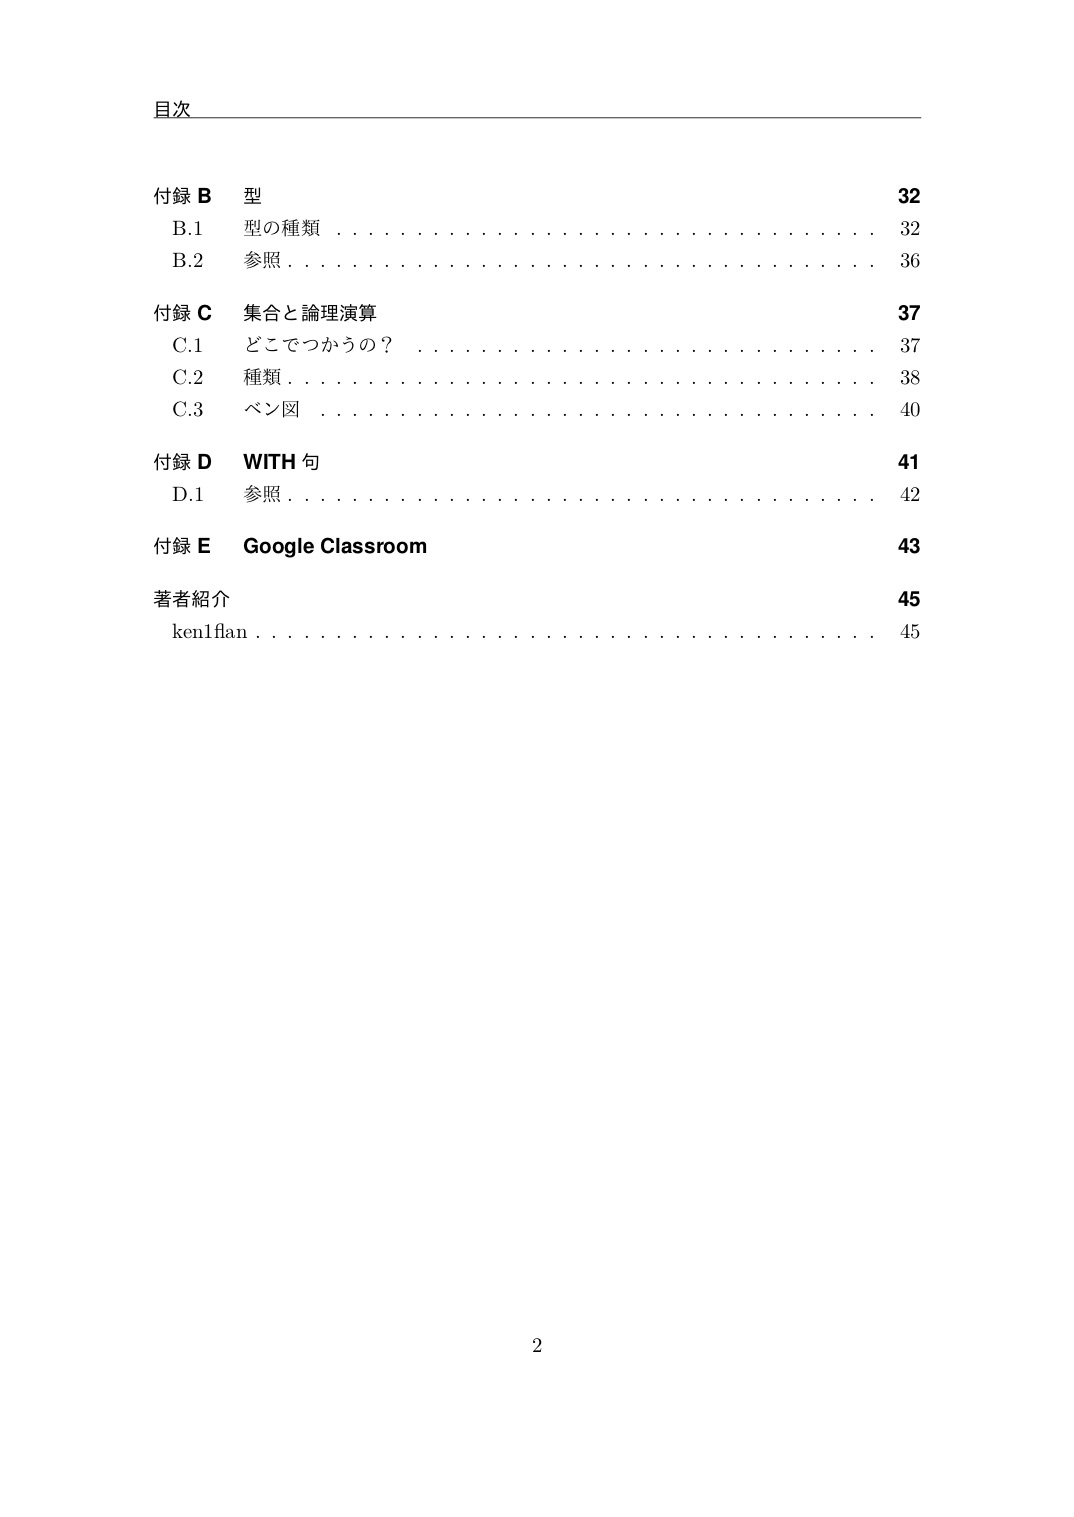 目次
付録 B 型 32
B.1 型の種類 . . . . . . . . . . . . . . . . . . . . . . . . . . . . . . . . . . 32
B.2 参照 . . . . . . . . . . . . . . . . . . . . . . . . . . . . . . . . . . . . . 36
付録 C 集合と論理演算 37
C.1 どこでつかうの？ . . . . . . . . . . . . . . . . . . . . . . . . . . . . . 37
C.2 種類 . . . . . . . . . . . . . . . . . . . . . . . . . . . . . . . . . . . . . 38
C.3 ベン図 . . . . . . . . . . . . . . . . . . . . . . . . . . . . . . . . . . . 40
付録 D WITH 句 41
D.1 参照 . . . . . . . . . . . . . . . . . . . . . . . . . . . . . . . . . . . . . 42
付録 E Google Classroom 43
著者紹介 45
ken1flan . . . . . . . . . . . . . . . . . . . . . . . . . . . . . . . . . . . . . . . 45
2